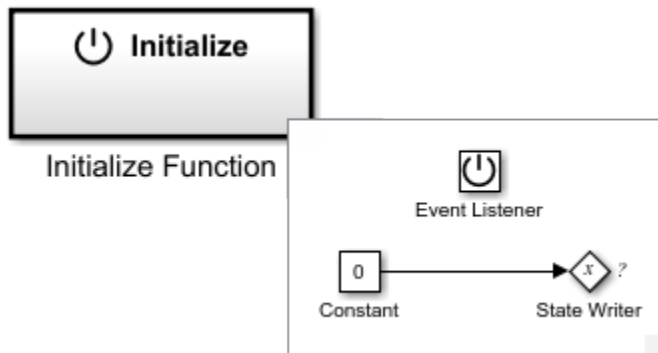 Initialize
Initialize Function
Event Listener
0
x ?
Constant
State Writer